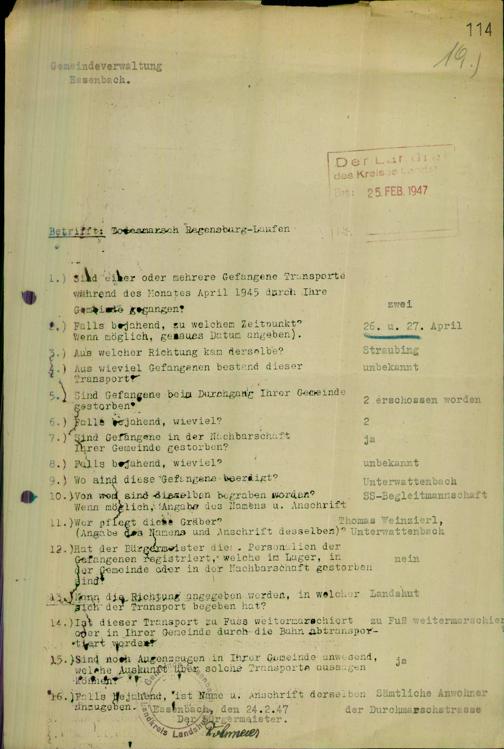 114
19.)
Gemeindeverwaltung
Essenbach.
Der Landrat
des Kreises Landshut
25. FEB. 1947
Betrifft: Todesmarsch Regensburg-Laufen
1.) Sind einer oder mehrere Gefangene Transporte
während des Monates April 1945 durch Ihre
Gemeinde gegangen? zwei
2.) Falls bejahend, zu welchem Zeitpunkt? 26. u. 27. April
Wenn möglich, genaues Datum angeben).
3.) Aus welcher Richtung kam derselbe? Straubing
4.) Aus wieviel Gefangenen bestand dieser unbekannt
Transport?
5.) Sind Gefangene beim Durchgang Ihrer Gemeinde
gestorben? 2 erschossen worden
6.) Falls bejahend, wieviel? 2
7.) Sind Gefangene in der Nachbarschaft ja
Ihrer Gemeinde gestorben?
8.) Falls bejahend, wieviel? unbekannt
9.) Wo sind diese Gefangene beerdigt? Unterwattenbach
10.) Von wem sind dieselben begraben worden? SS-Begleitmannschaft
Wenn möglich, Angabe des Namens u. Anschrift
11.) Wer pflegt diese Gräber? Thomas Weinzierl,
(Angabe des Namens und Anschrift desselben)? Unterwattenbach
12.) Hat der Bürgermeister die Personalien der
Gefangenen registriert, welche im Lager, in nein
der Gemeinde oder in der Nachbarschaft gestorben
sind?
13.) Kann die Richtung angegeben werden, in welcher Landshut
sich der Transport begeben hat?
14.) Ist dieser Transport zu Fuss weitermarschiert zu Fuß weitermarschier
oder in Ihrer Gemeinde durch die Bahn abtranspor-
tiert worden?
15.) Sind noch Augenzeugen in Ihrer Gemeinde anwesend, ja
welche Auskunft über solche Transporte aussagen
können?
16.) Falls bejahend, ist Name u. Anschrift derselben Sämtliche Anwohner
anzugeben. Essenbach, den 24.2.47 der Durchmarschstrasse
Der Bürgermeister.
Landkreis Landshut